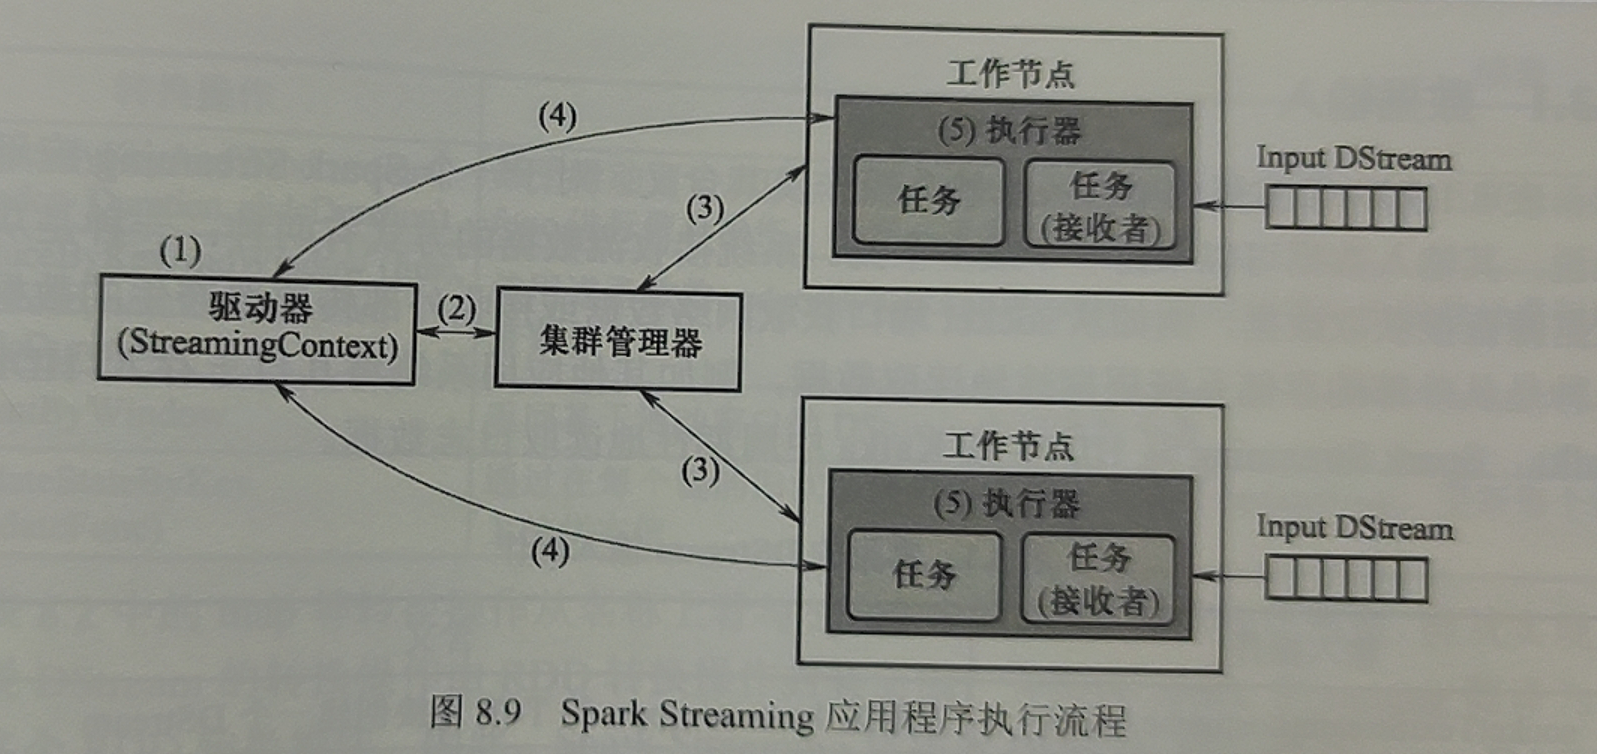 工作节点
(4)
(5) 执行器
Input DStream
任务
任务
(接收者)
(3)
(1)
驱动器
(StreamingContext)
(2)
集群管理器
工作节点
(3)
(5) 执行器
Input DStream
(4)
任务
任务
(接收者)
图 8.9 Spark Streaming 应用程序执行流程